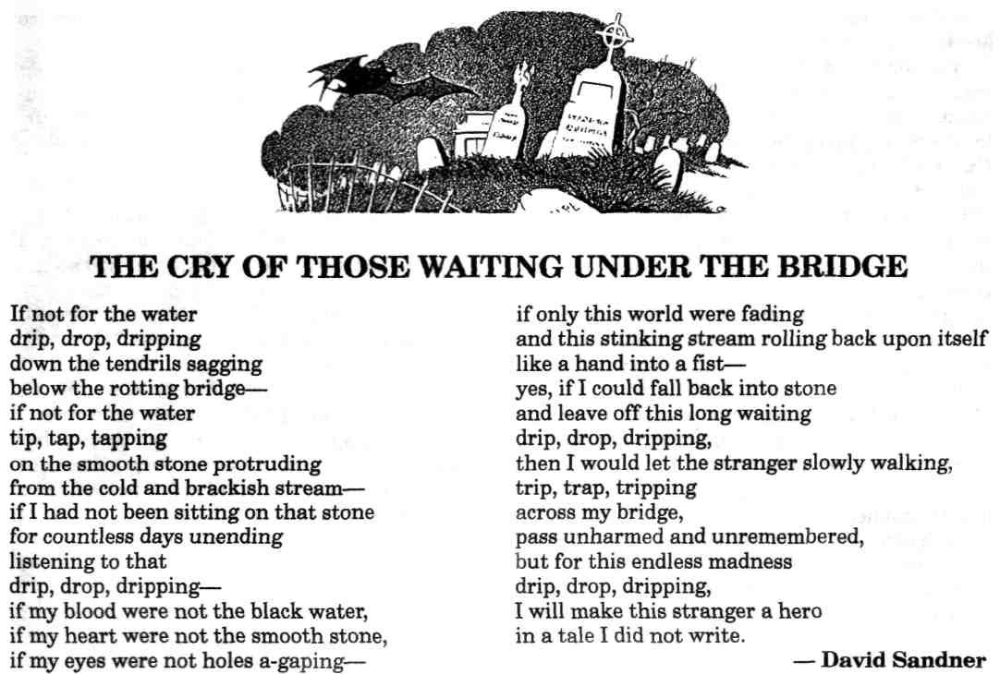 THE CRY OF THOSE WAITING UNDER THE BRIDGE
If not for the water
drip, drop, dripping
down the tendrils sagging
below the rotting bridge—
if not for the water
tip, tap, tapping
on the smooth stone protruding
from the cold and brackish stream—
if I had not been sitting on that stone
for countless days unending
listening to that
drip, drop, dripping—
if my blood were not the black water,
if my heart were not the smooth stone,
if my eyes were not holes a-gaping—
if only this world were fading
and this stinking stream rolling back upon itself
like a hand into a fist—
yes, if I could fall back into stone
and leave off this long waiting
drip, drop, dripping,
then I would let the stranger slowly walking,
trip, trap, tripping
across my bridge,
pass unharmed and unremembered,
but for this endless madness
drip, drop, dripping,
I will make this stranger a hero
in a tale I did not write.
— David Sandner